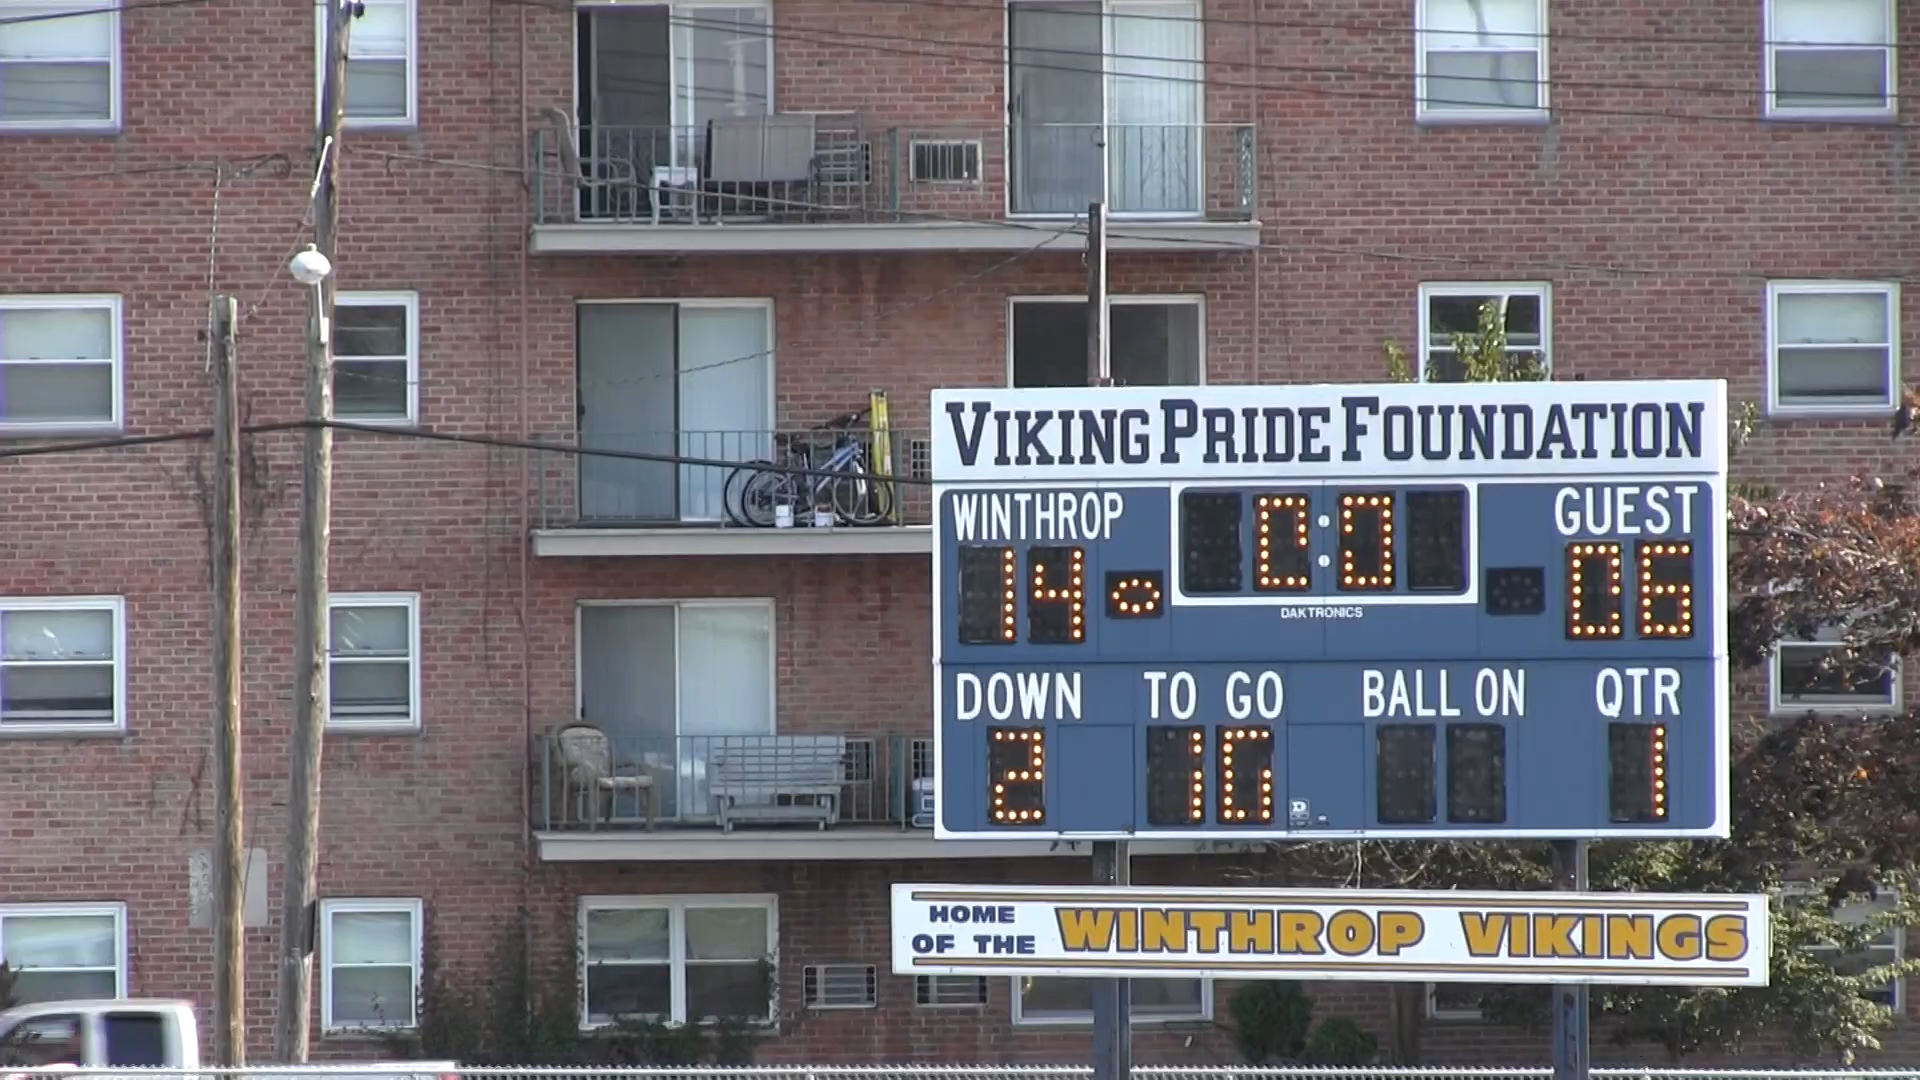 VIKING PRIDE FOUNDATION
WINTHROP 0:0 GUEST
14 06
DAKTRONICS
DOWN TO GO BALL ON QTR
2 10 1
HOME
OF THE WINTHROP VIKINGS